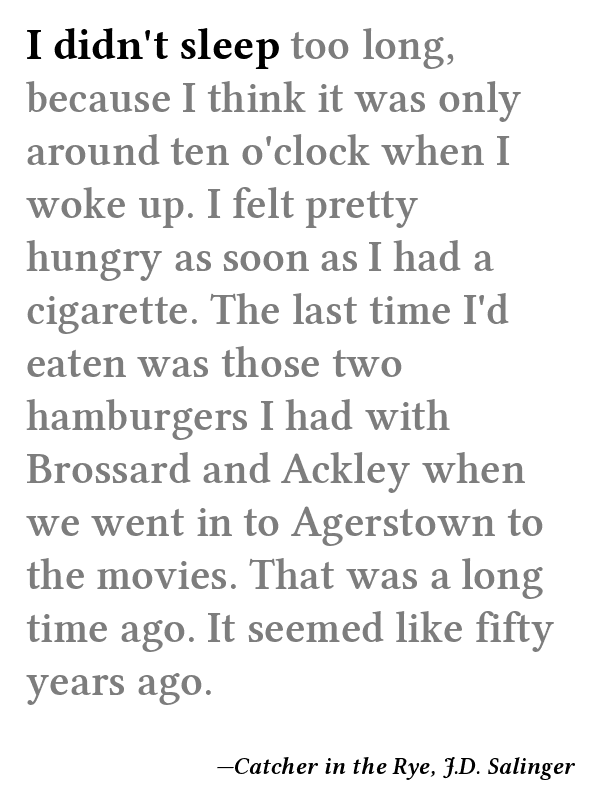 I didn't sleep too long,
because I think it was only
around ten o'clock when I
woke up. I felt pretty
hungry as soon as I had a
cigarette. The last time I'd
eaten was those two
hamburgers I had with
Brossard and Ackley when
we went in to Agerstown to
the movies. That was a long
time ago. It seemed like fifty
years ago.
—Catcher in the Rye, J.D. Salinger